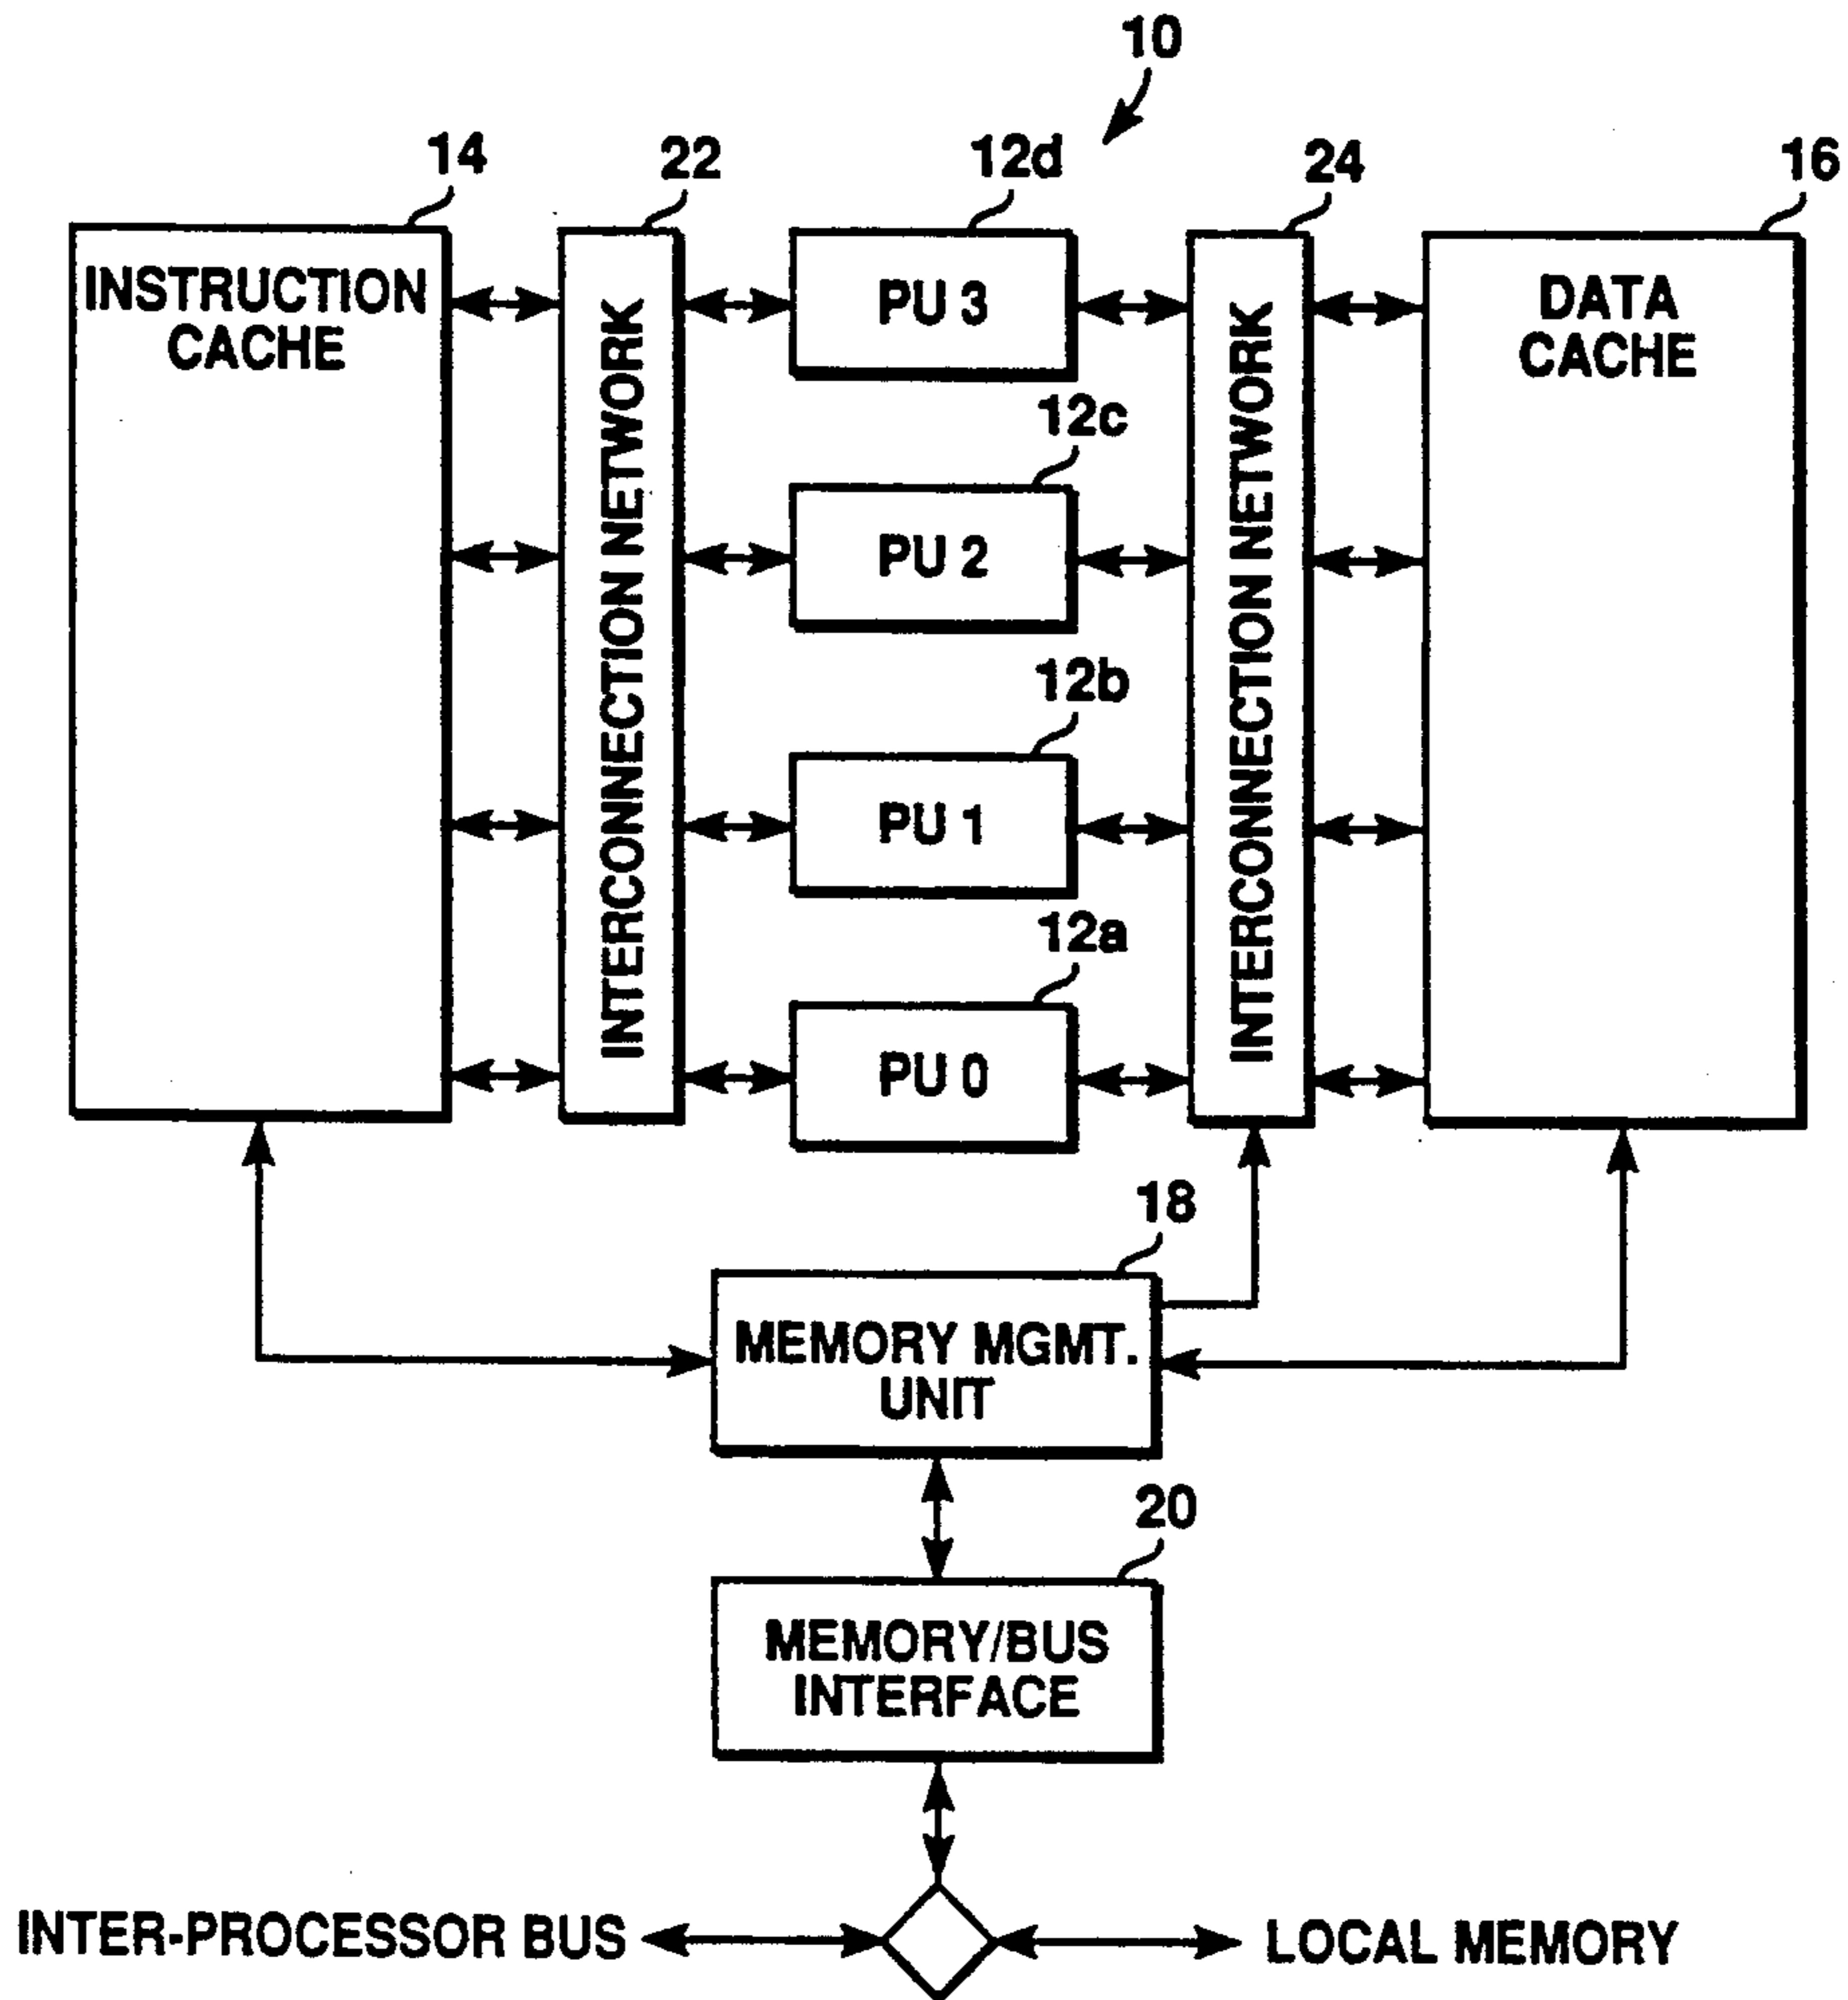 10
14
22
12d
24
16
INSTRUCTION
CACHE
INTERCONNECTION NETWORK
PU 3
INTERCONNECTION NETWORK
DATA
CACHE
12c
PU 2
12b
PU 1
12a
PU 0
18
MEMORY MGMT.
UNIT
20
MEMORY/BUS
INTERFACE
INTER-PROCESSOR BUS
LOCAL MEMORY